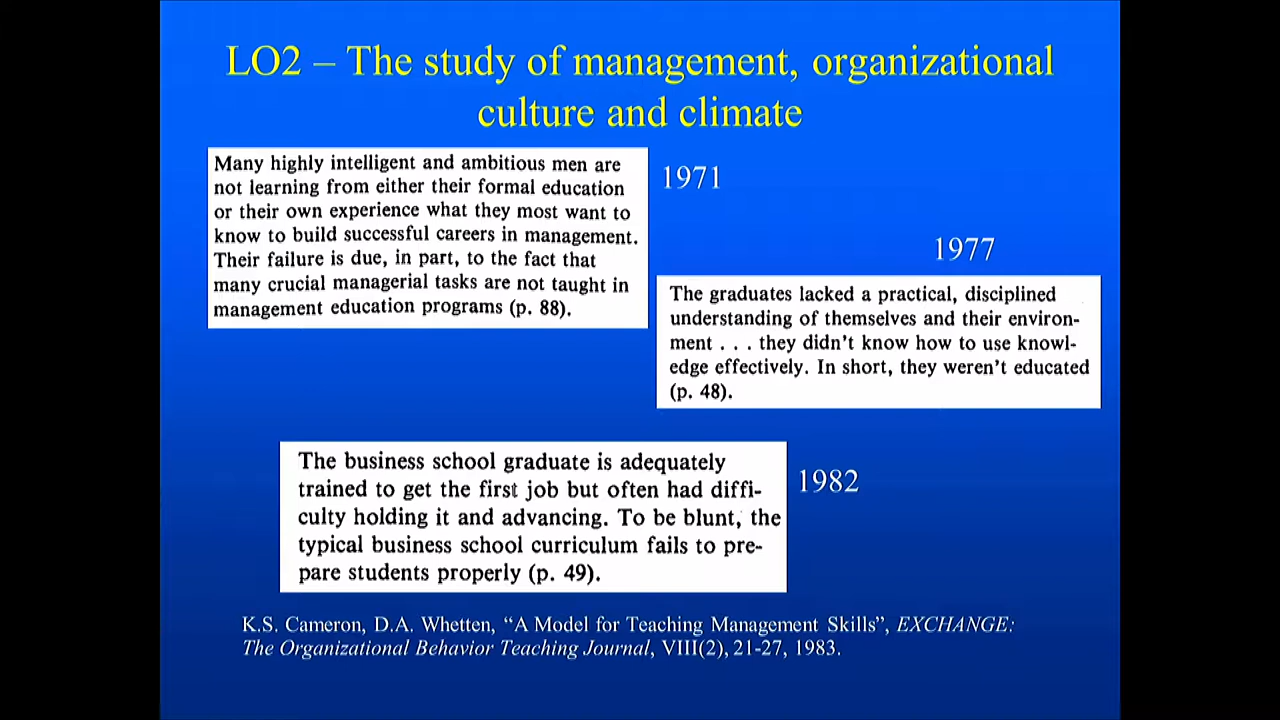 LO2 – The study of management, organizational
culture and climate
Many highly intelligent and ambitious men are
not learning from either their formal education
or their own experience what they most want to
know to build successful careers in management.
Their failure is due, in part, to the fact that
many crucial managerial tasks are not taught in
management education programs (p. 88).
1971
1977
The graduates lacked a practical, disciplined
understanding of themselves and their environ-
ment . . . they didn't know how to use knowl-
edge effectively. In short, they weren't educated
(p. 48).
The business school graduate is adequately
trained to get the first job but often had diffi-
culty holding it and advancing. To be blunt, the
typical business school curriculum fails to pre-
pare students properly (p. 49).
1982
K.S. Cameron, D.A. Whetten, “A Model for Teaching Management Skills”, EXCHANGE:
The Organizational Behavior Teaching Journal, VIII(2), 21-27, 1983.